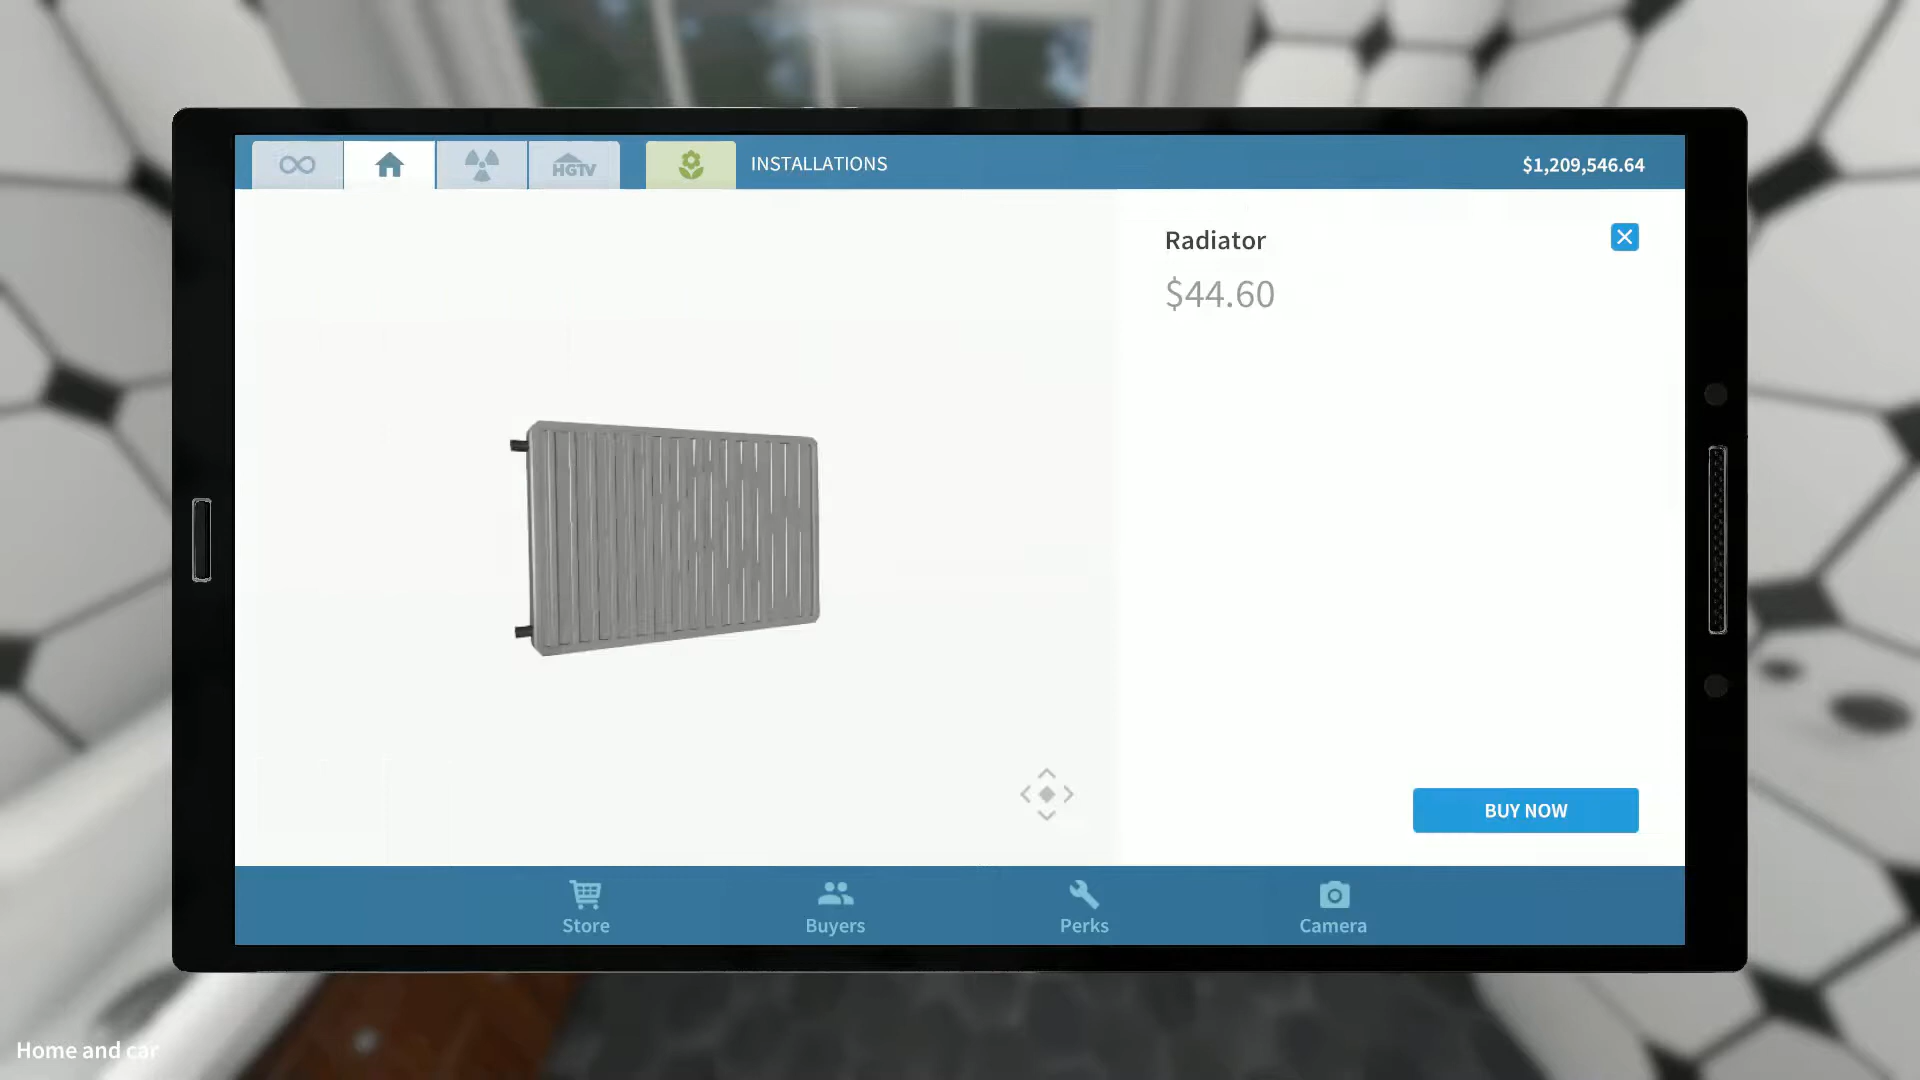 HGTV
INSTALLATIONS
$1,209,546.64
Radiator
$44.60
BUY NOW
Store
Buyers
Perks
Camera
Home and car